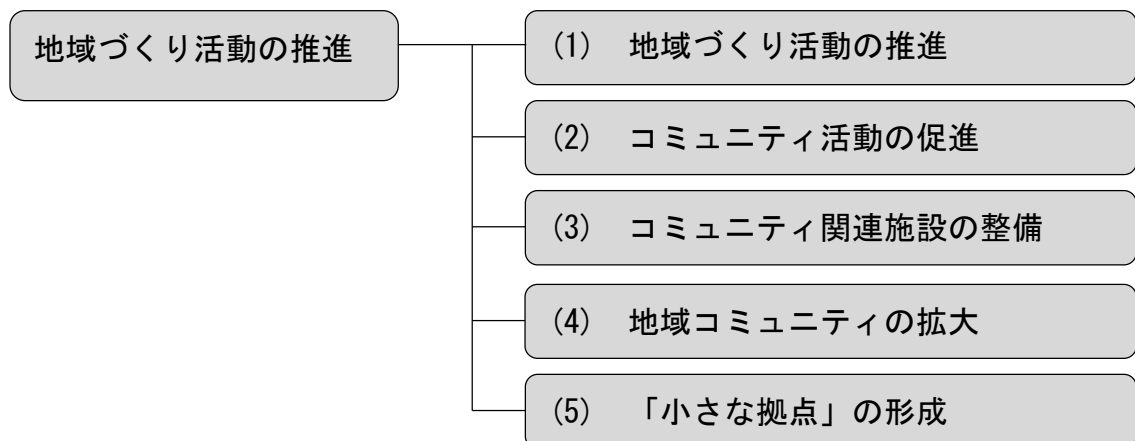 地域づくり活動の推進
(1)　地域づくり活動の推進
(2)　コミュニティ活動の促進
(3)　コミュニティ関連施設の整備
(4)　地域コミュニティの拡大
(5)　「小さな拠点」の形成